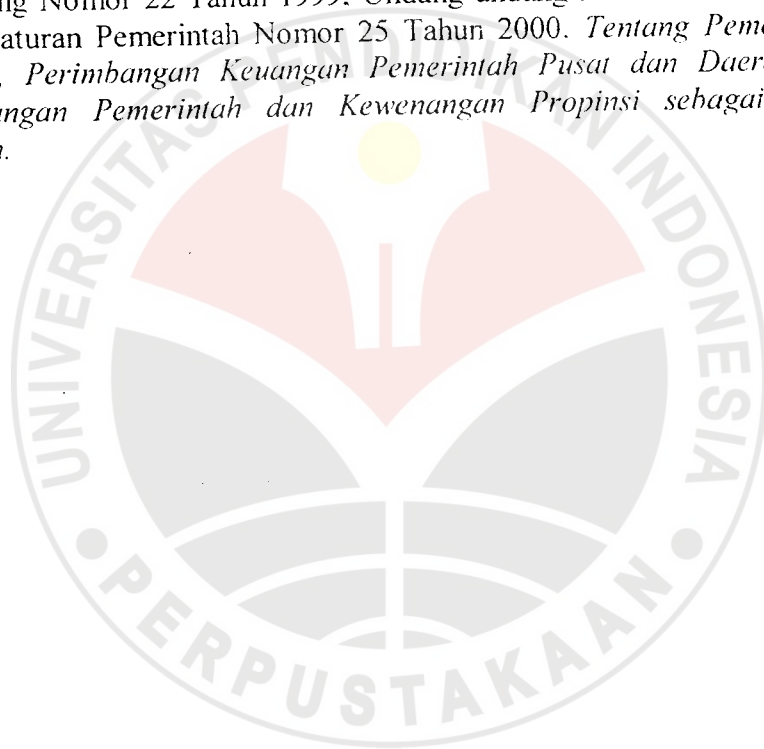 ng Nomor 22 Tahun 1999, Undang-undang
aturan Pemerintah Nomor 25 Tahun 2000. Tentang Peme
, Perimbangan Keuangan Pemerintah Pusat dan Daer
ngan Pemerintah dan Kewenangan Propinsi sebagai
.
UNIVERSITAS PENDIDIKAN INDONESIA
PERPUSTAKAAN